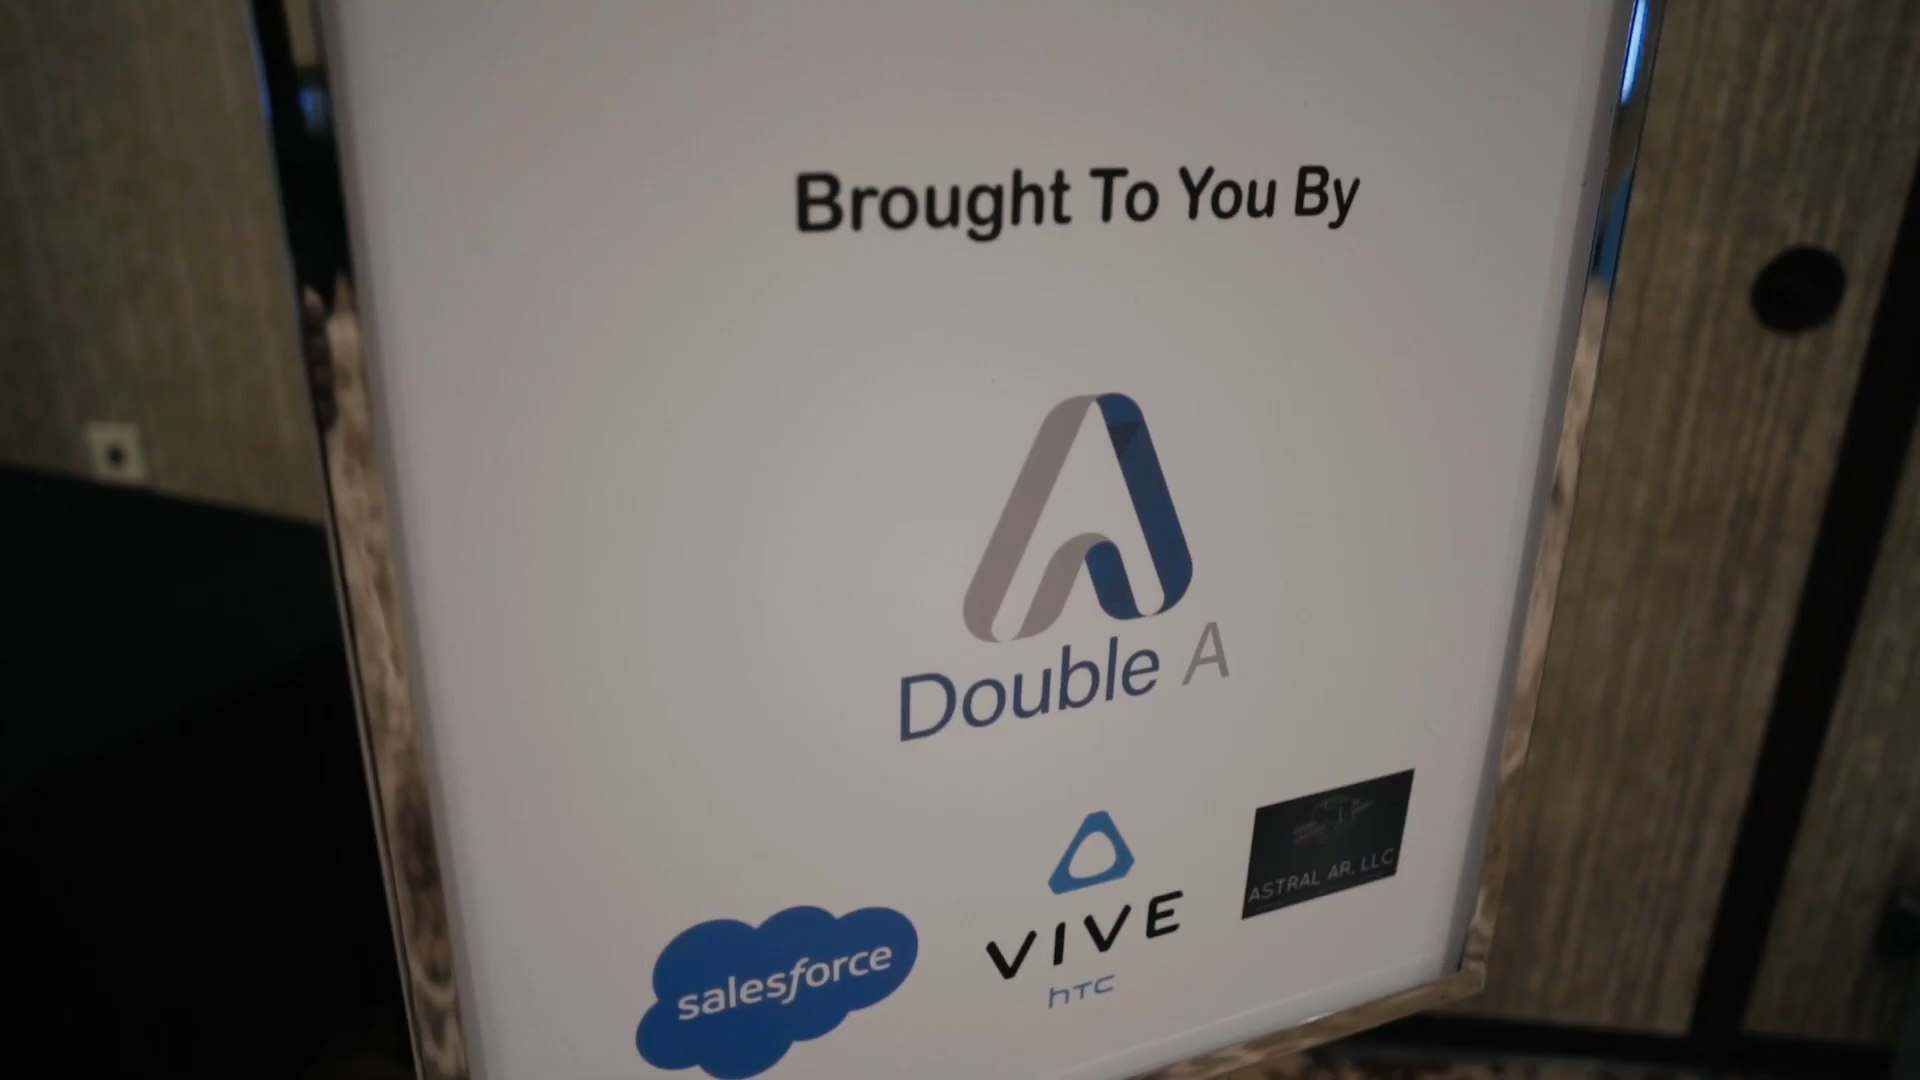 Brought To You By
Double A
salesforce
VIVE
hTC
ASTRAL AR, LLC